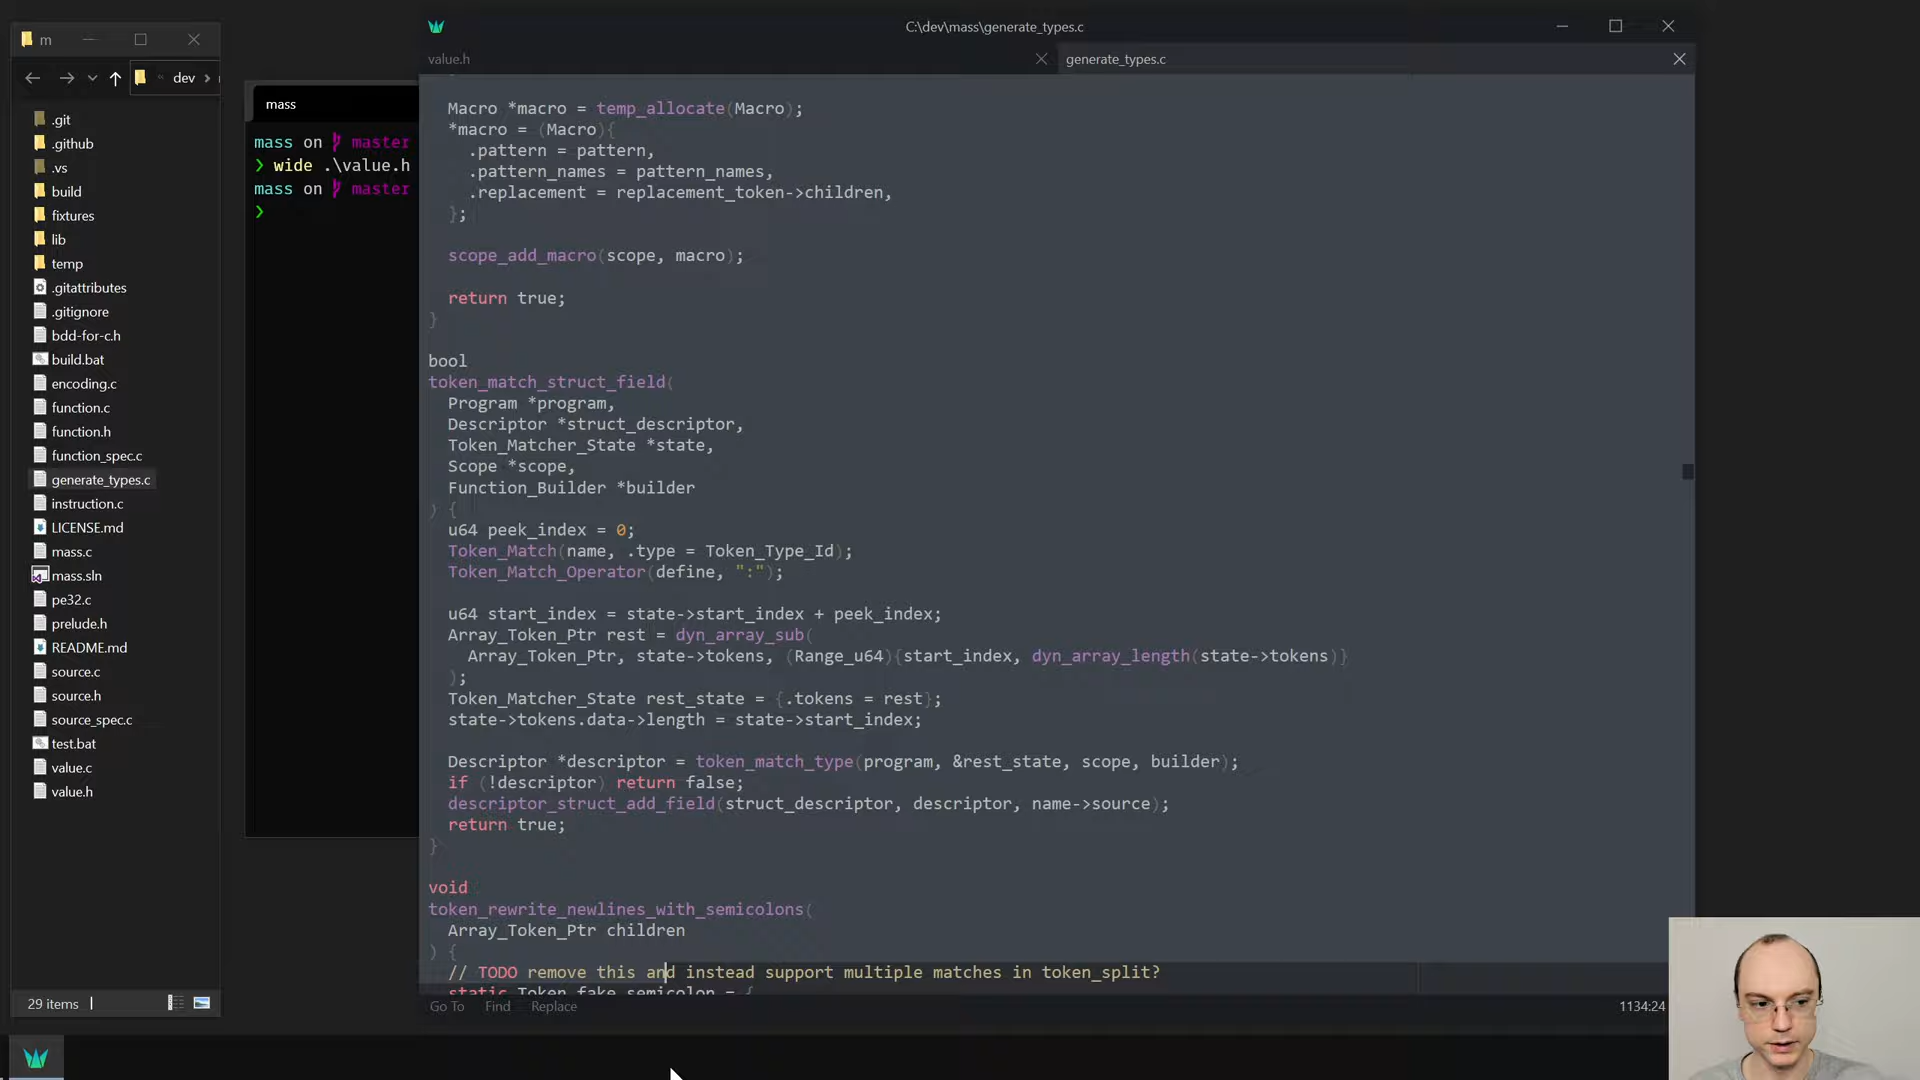 m
dev
.git
.github
.vs
build
fixtures
lib
temp
.gitattributes
.gitignore
bdd-for-c.h
build.bat
encoding.c
function.c
function.h
function_spec.c
generate_types.c
instruction.c
LICENSE.md
mass.c
mass.sln
pe32.c
prelude.h
README.md
source.c
source.h
source_spec.c
test.bat
value.c
value.h
29 items
mass
mass on master
❯ wide .\value.h
mass on master
❯
C:\dev\mass\generate_types.c
value.h
generate_types.c
Macro *macro = temp_allocate(Macro);
*macro = (Macro){
.pattern = pattern,
.pattern_names = pattern_names,
.replacement = replacement_token->children,
};
scope_add_macro(scope, macro);
return true;
}
bool
token_match_struct_field(
Program *program,
Descriptor *struct_descriptor,
Token_Matcher_State *state,
Scope *scope,
Function_Builder *builder
) {
u64 peek_index = 0;
Token_Match(name, .type = Token_Type_Id);
Token_Match_Operator(define, ":");
u64 start_index = state->start_index + peek_index;
Array_Token_Ptr rest = dyn_array_sub(
Array_Token_Ptr, state->tokens, (Range_u64){start_index, dyn_array_length(state->tokens)}
);
Token_Matcher_State rest_state = {.tokens = rest};
state->tokens.data->length = state->start_index;
Descriptor *descriptor = token_match_type(program, &rest_state, scope, builder);
if (!descriptor) return false;
descriptor_struct_add_field(struct_descriptor, descriptor, name->source);
return true;
}
void
token_rewrite_newlines_with_semicolons(
Array_Token_Ptr children
) {
// TODO remove this and instead support multiple matches in token_split?
static Token fake_semicolon = {
Go To Find Replace
1134:24